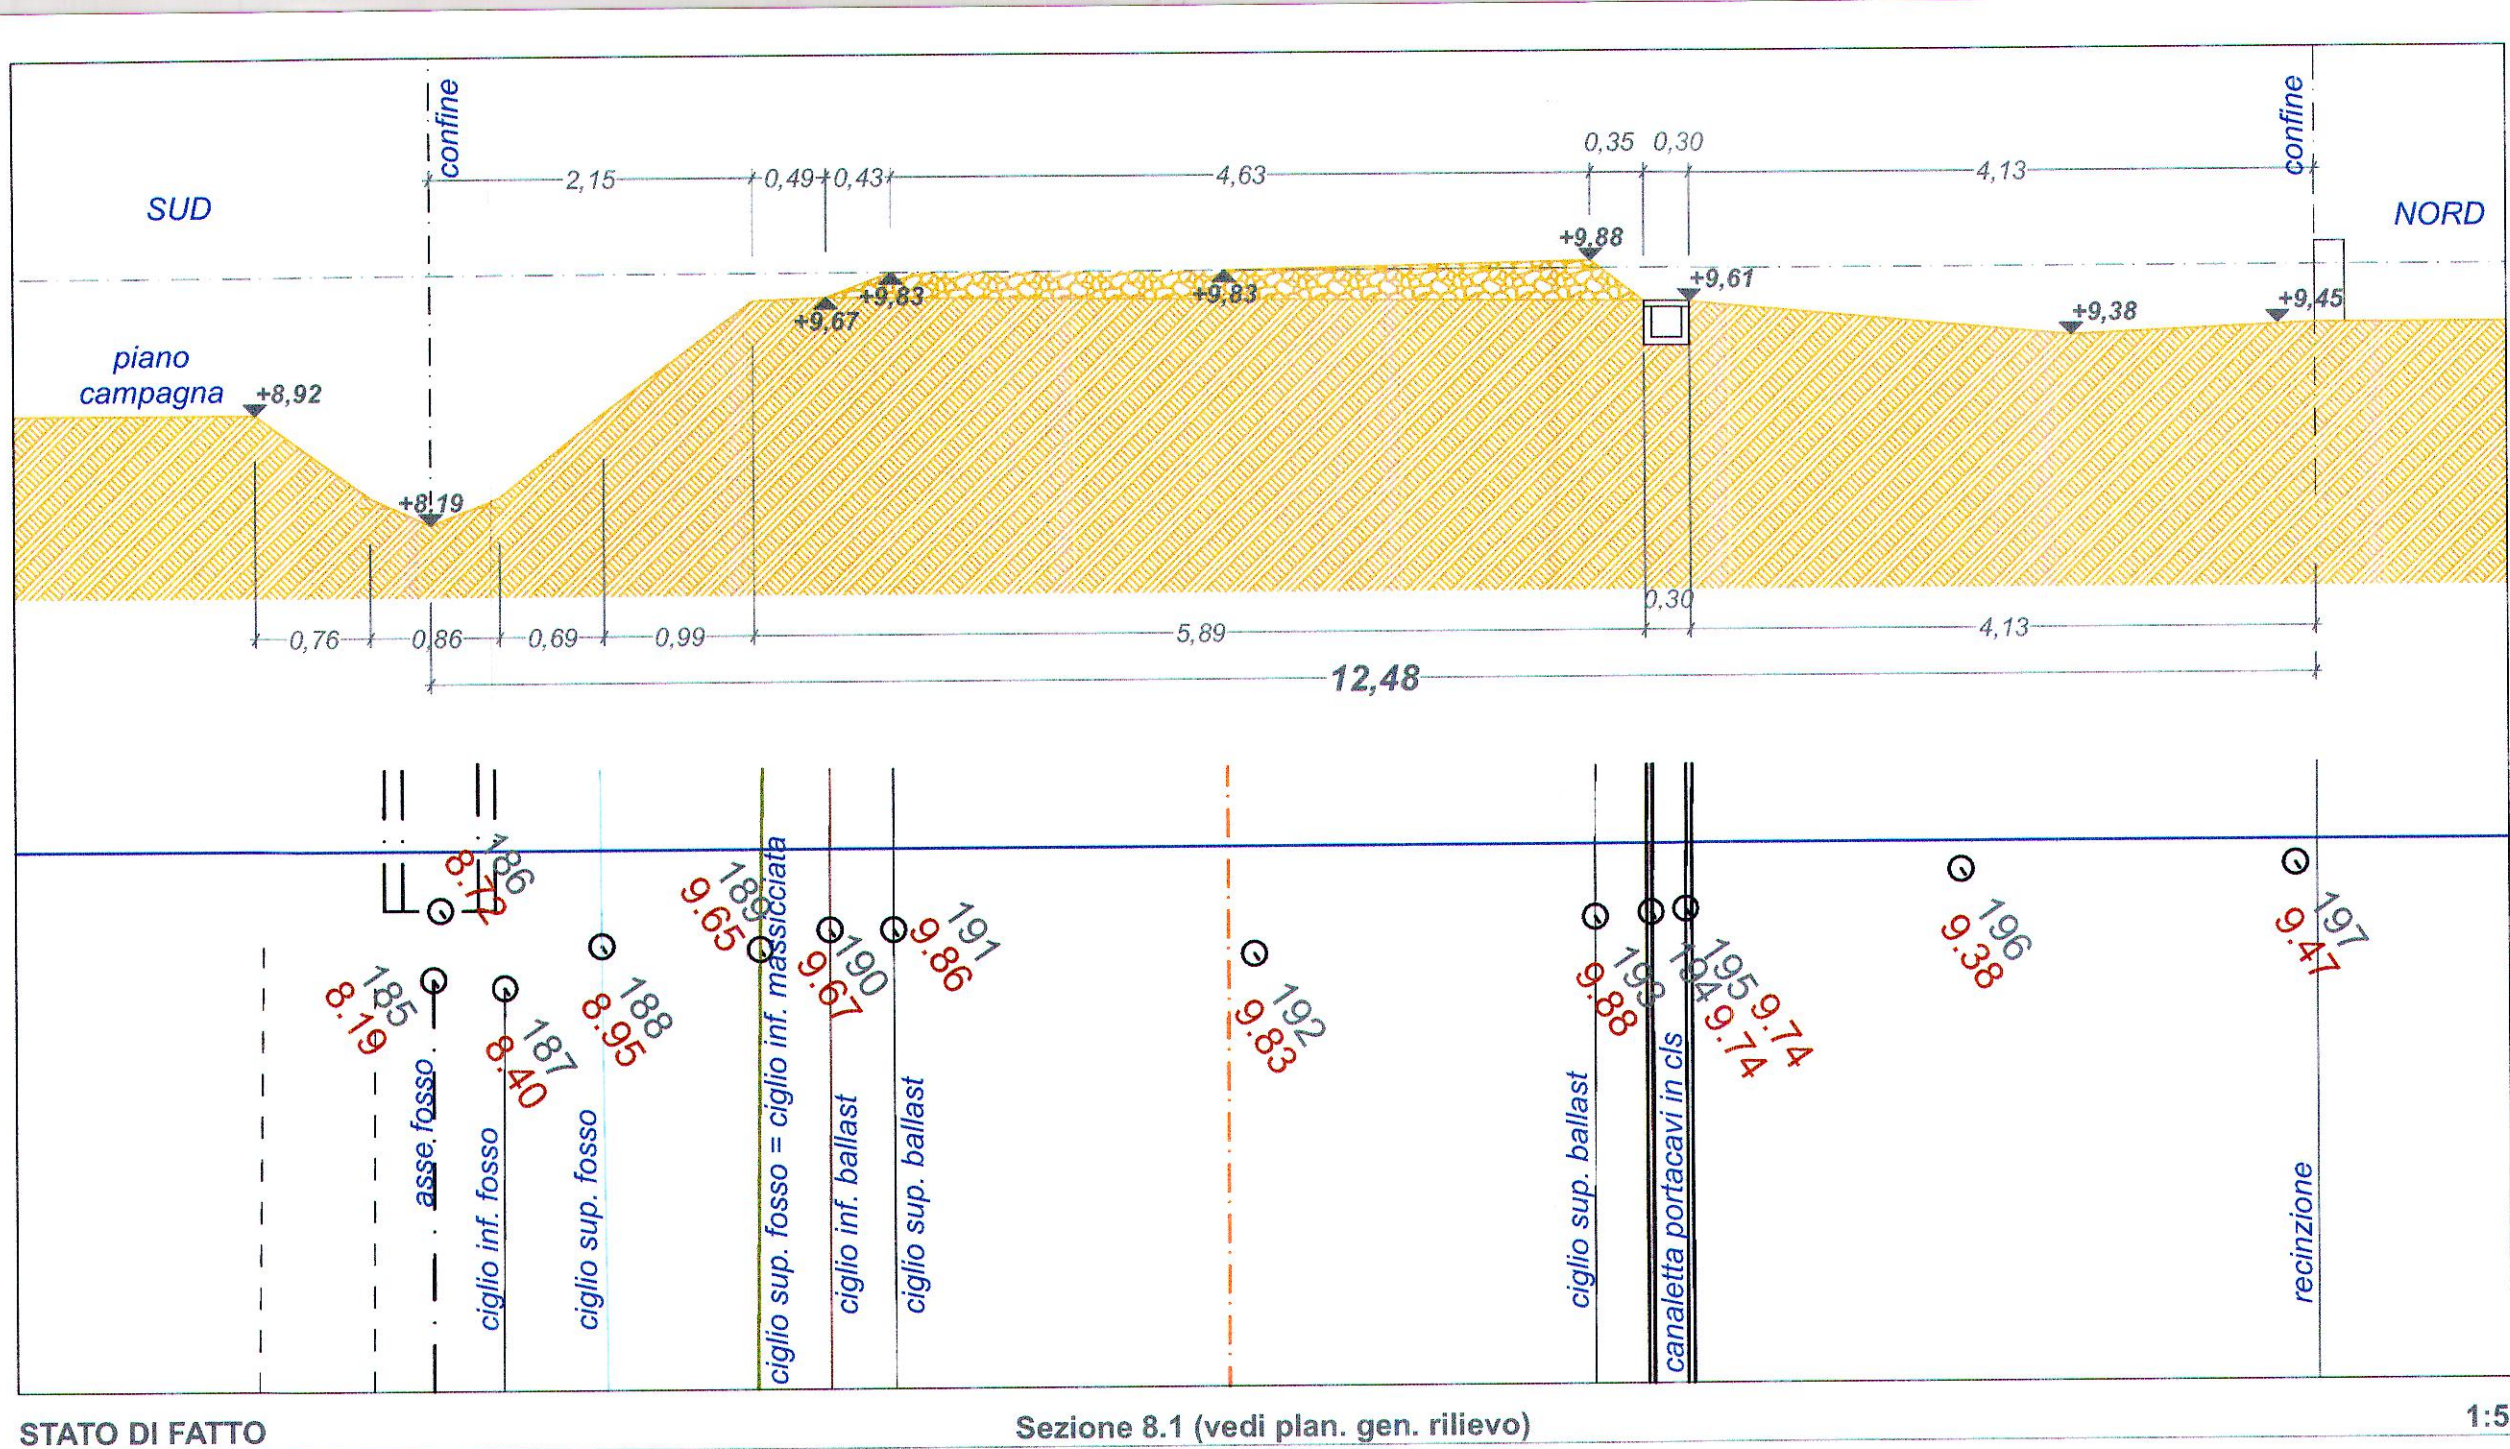 confine
confine
0,35 0,30
2,15 0,49 0,43 4,63 4,13
SUD
NORD
+9,88
+9,61
+9,83
+9,83
+9,67
+9,38
+9,45
piano
campagna
+8,92
+8,19
0,30
0,76 0,86 0,69 0,99 5,89 4,13
12,48
186
8.72
185
8.19
187
8.40
188
8.95
189
9.65
190
9.67
191
9.86
192
9.83
193
9.88
194
9.74
195
9.74
196
9.38
197
9.47
asse fosso
ciglio inf. fosso
ciglio sup. fosso
ciglio sup. fosso = ciglio inf. massicciata
ciglio inf. ballast
ciglio sup. ballast
ciglio sup. ballast
canaletta portacavi in cls
recinzione
STATO DI FATTO
Sezione 8.1 (vedi plan. gen. rilievo)
1:5